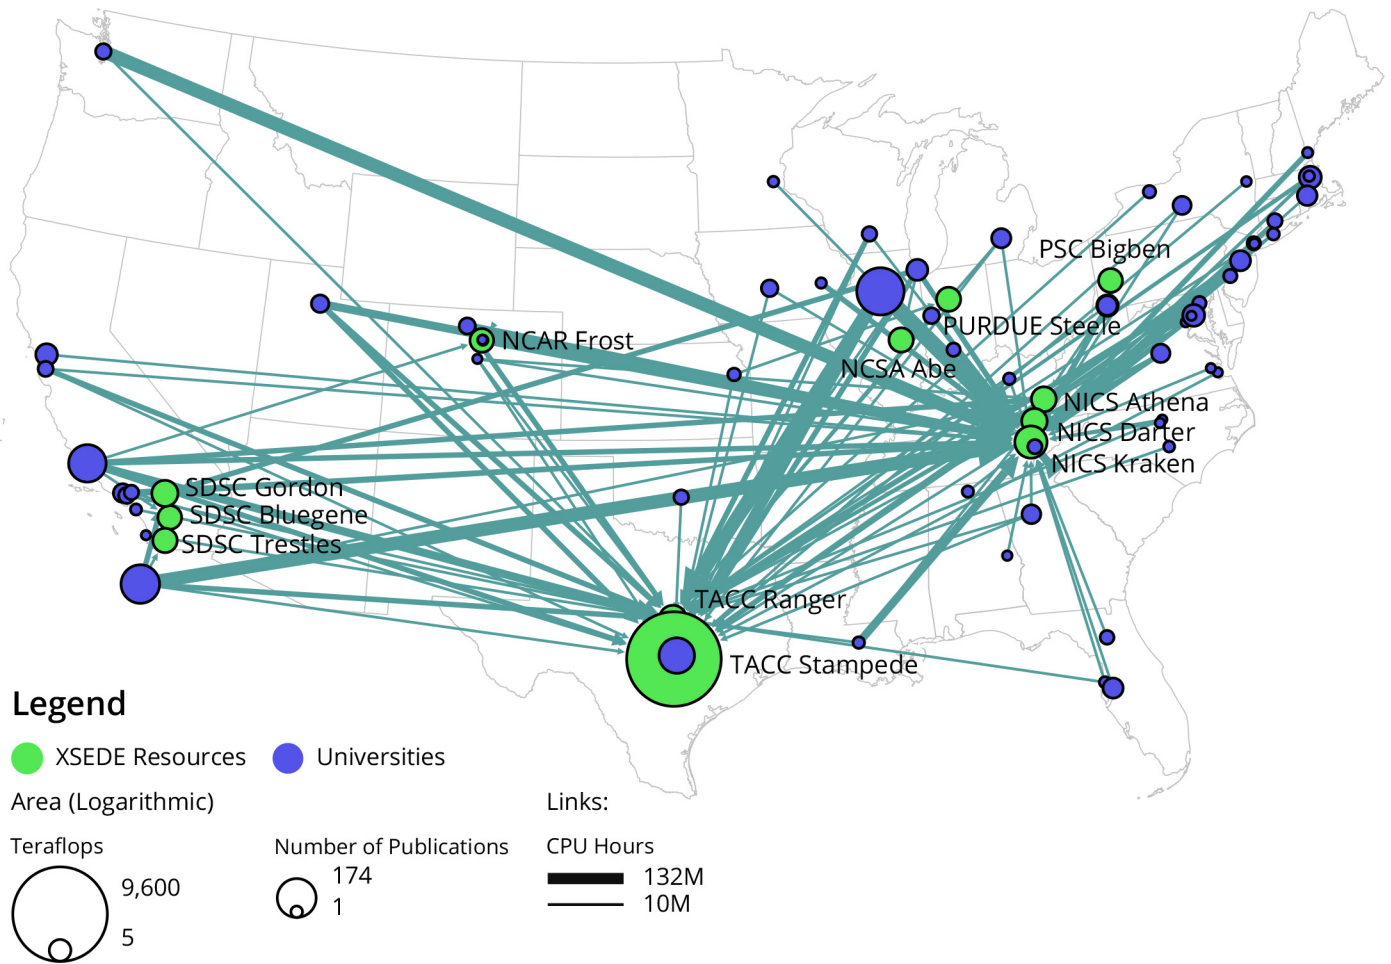 PSC Bigben
PURDUE Steele
NCAR Frost
NCSA Abe
NICS Athena
NICS Darter
NICS Kraken
SDSC Gordon
SDSC Bluegene
SDSC Trestles
TACC Ranger
TACC Stampede
Legend
XSEDE Resources
Universities
Area (Logarithmic)
Links:
Teraflops
Number of Publications
CPU Hours
9,600
5
174
1
132M
10M